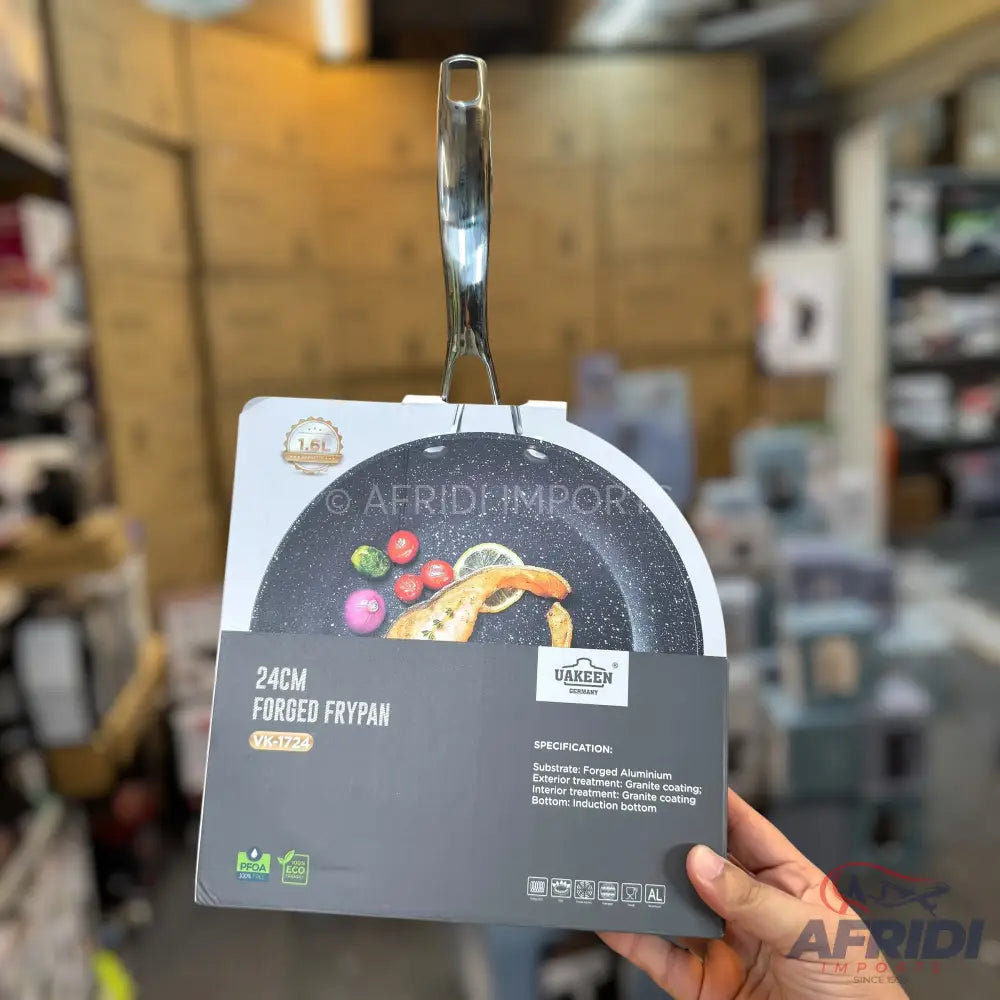 1.6L
© AFRIDI IMPORTS
24CM
FORGED FRYPAN
VK-1724
UAKEEN ®
GERMANY
SPECIFICATION:
Substrate: Forged Aluminium
Exterior treatment: Granite coating;
Interior treatment: Granite coating
Bottom: Induction bottom
PFOA
100% FREE
100%
ECO
FRIENDLY
AL
AFRIDI
IMPORTS